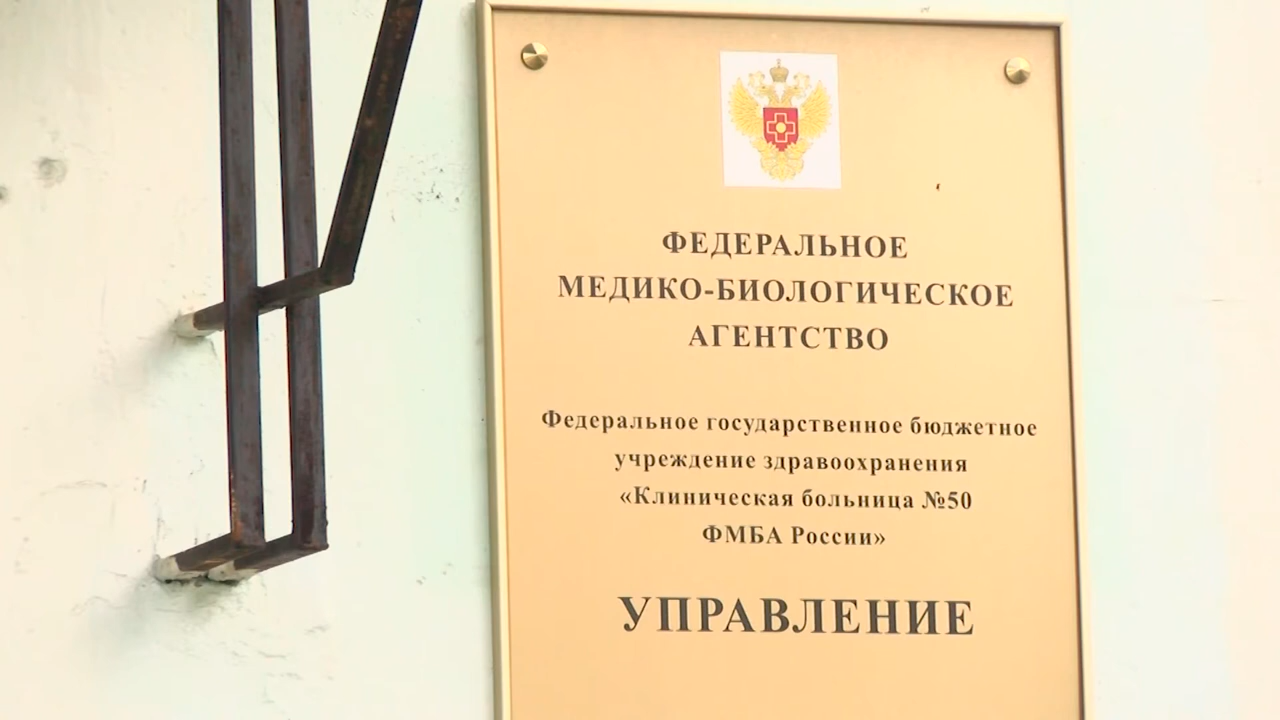 ФЕДЕРАЛЬНОЕ
МЕДИКО-БИОЛОГИЧЕСКОЕ
АГЕНТСТВО
Федеральное государственное бюджетное
учреждение здравоохранения
«Клиническая больница №50
ФМБА России»
УПРАВЛЕНИЕ